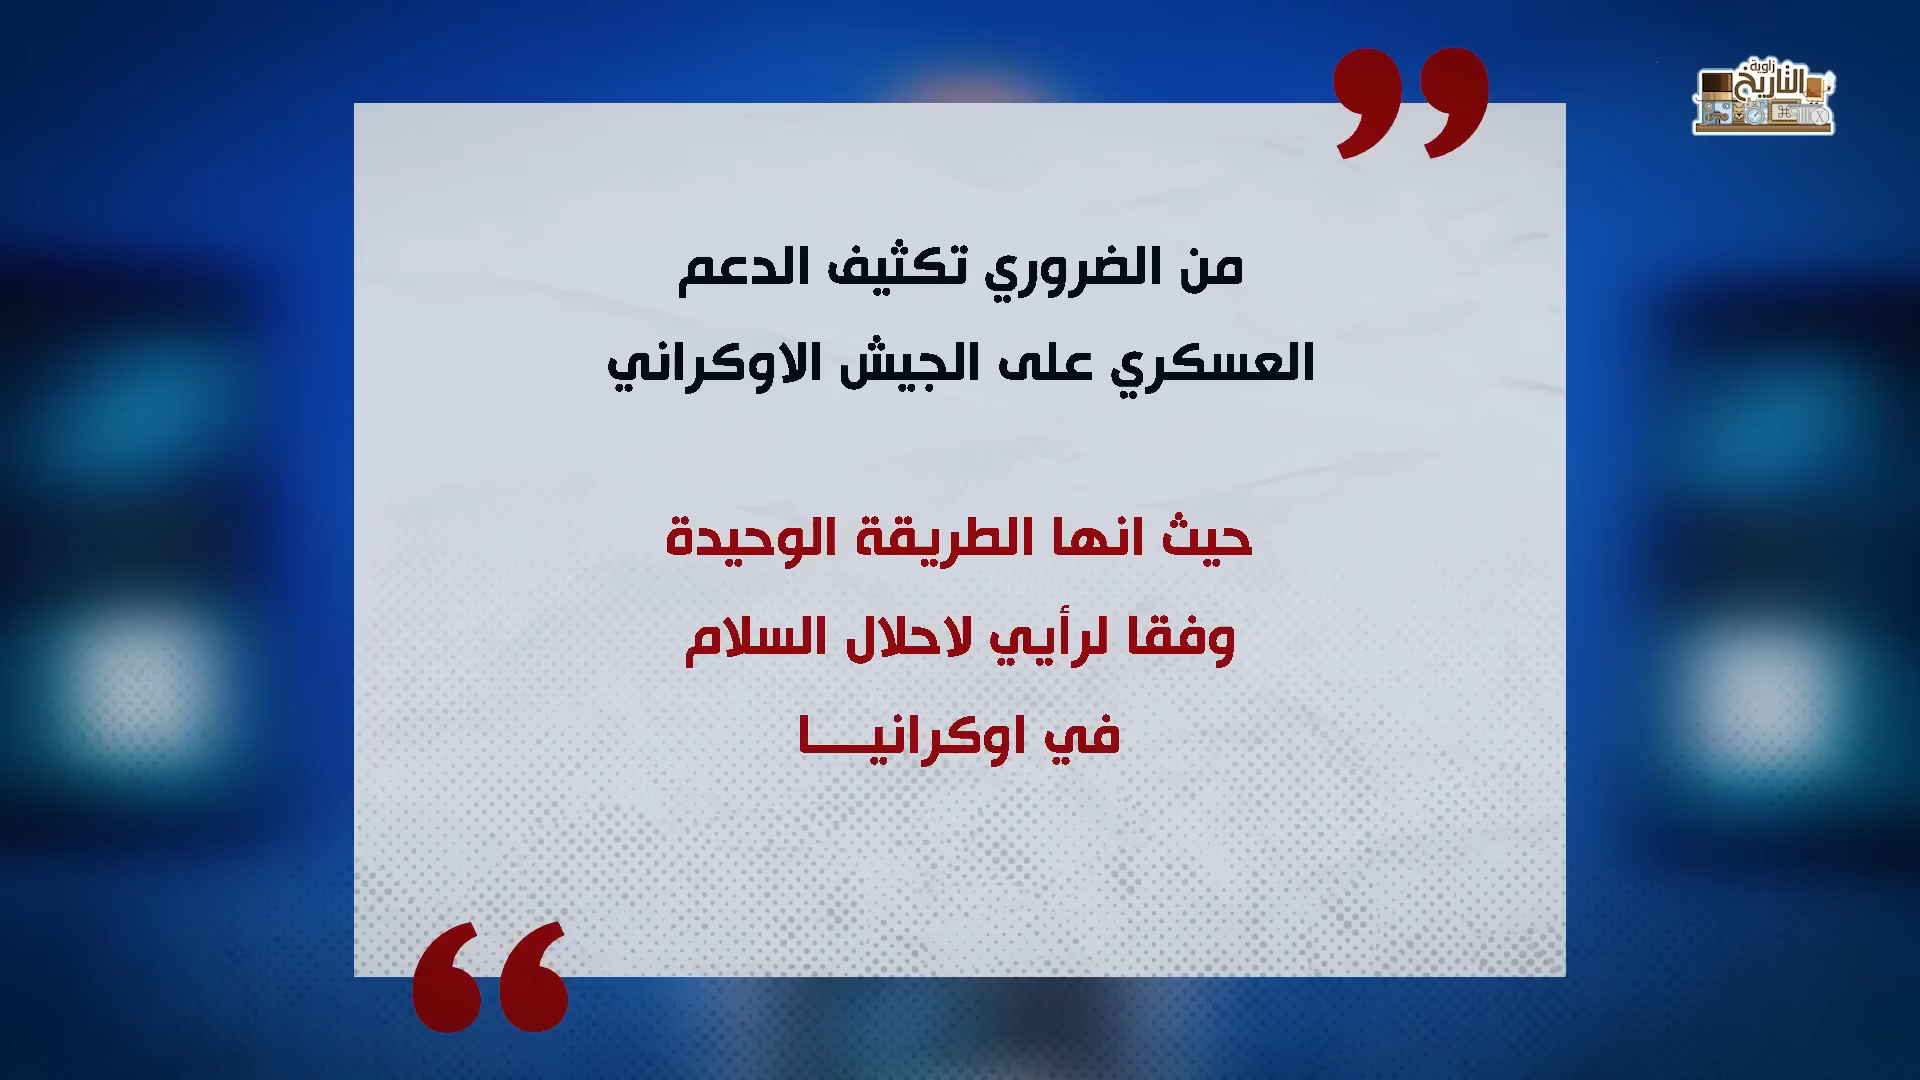 زاوية
التاريخ
من الضروري تكثيف الدعم
العسكري على الجيش الاوكراني
حيث انها الطريقة الوحيدة
وفقا لرأيي لاحلال السلام
في اوكرانيـــا